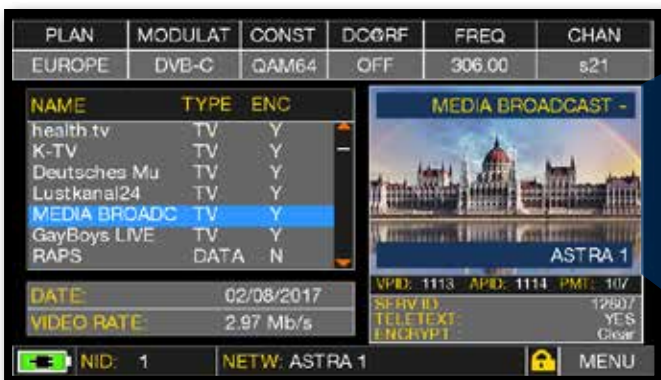 PLAN MODULAT CONST DC@RF FREQ CHAN
EUROPE DVB-C QAM64 OFF 306.00 s21
NAME TYPE ENC
health tv TV Y
K-TV TV Y
Deutsches Mu TV Y
Lustkanal24 TV Y
MEDIA BROADC TV Y
GayBoys LIVE TV Y
RAPS DATA N
DATE: 02/08/2017
VIDEO RATE: 2.97 Mb/s
MEDIA BROADCAST -
ASTRA 1
VPID: 1113 APID: 1114 PMT: 107
SERV ID: 12607
TELETEXT: YES
ENCRYPT: Clear
NID: 1 NETW: ASTRA 1 MENU